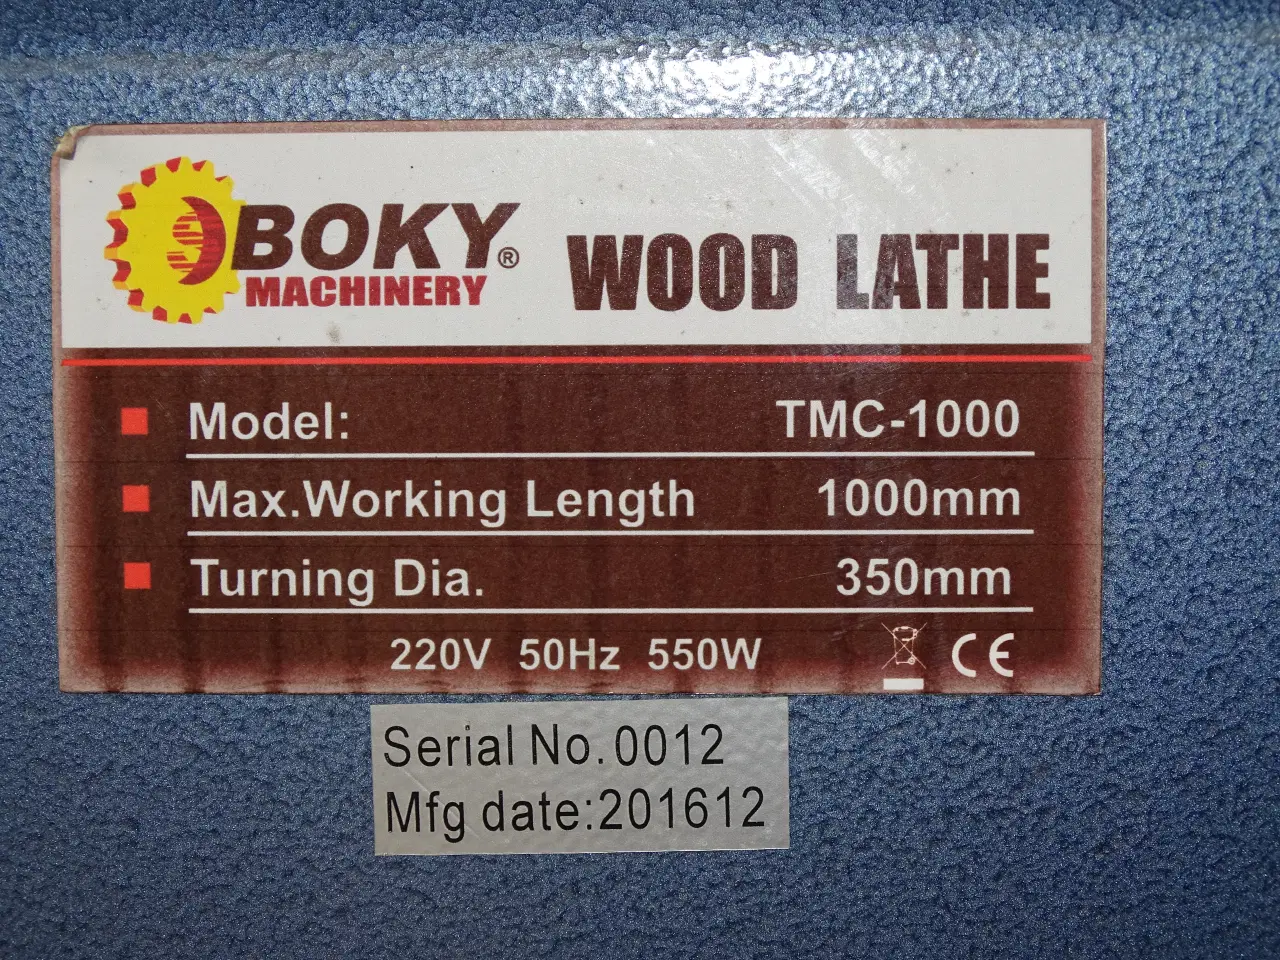 BOKY®
MACHINERY
WOOD LATHE
Model: TMC-1000
Max.Working Length 1000mm
Turning Dia. 350mm
220V 50Hz 550W CE
Serial No.0012
Mfg date:201612